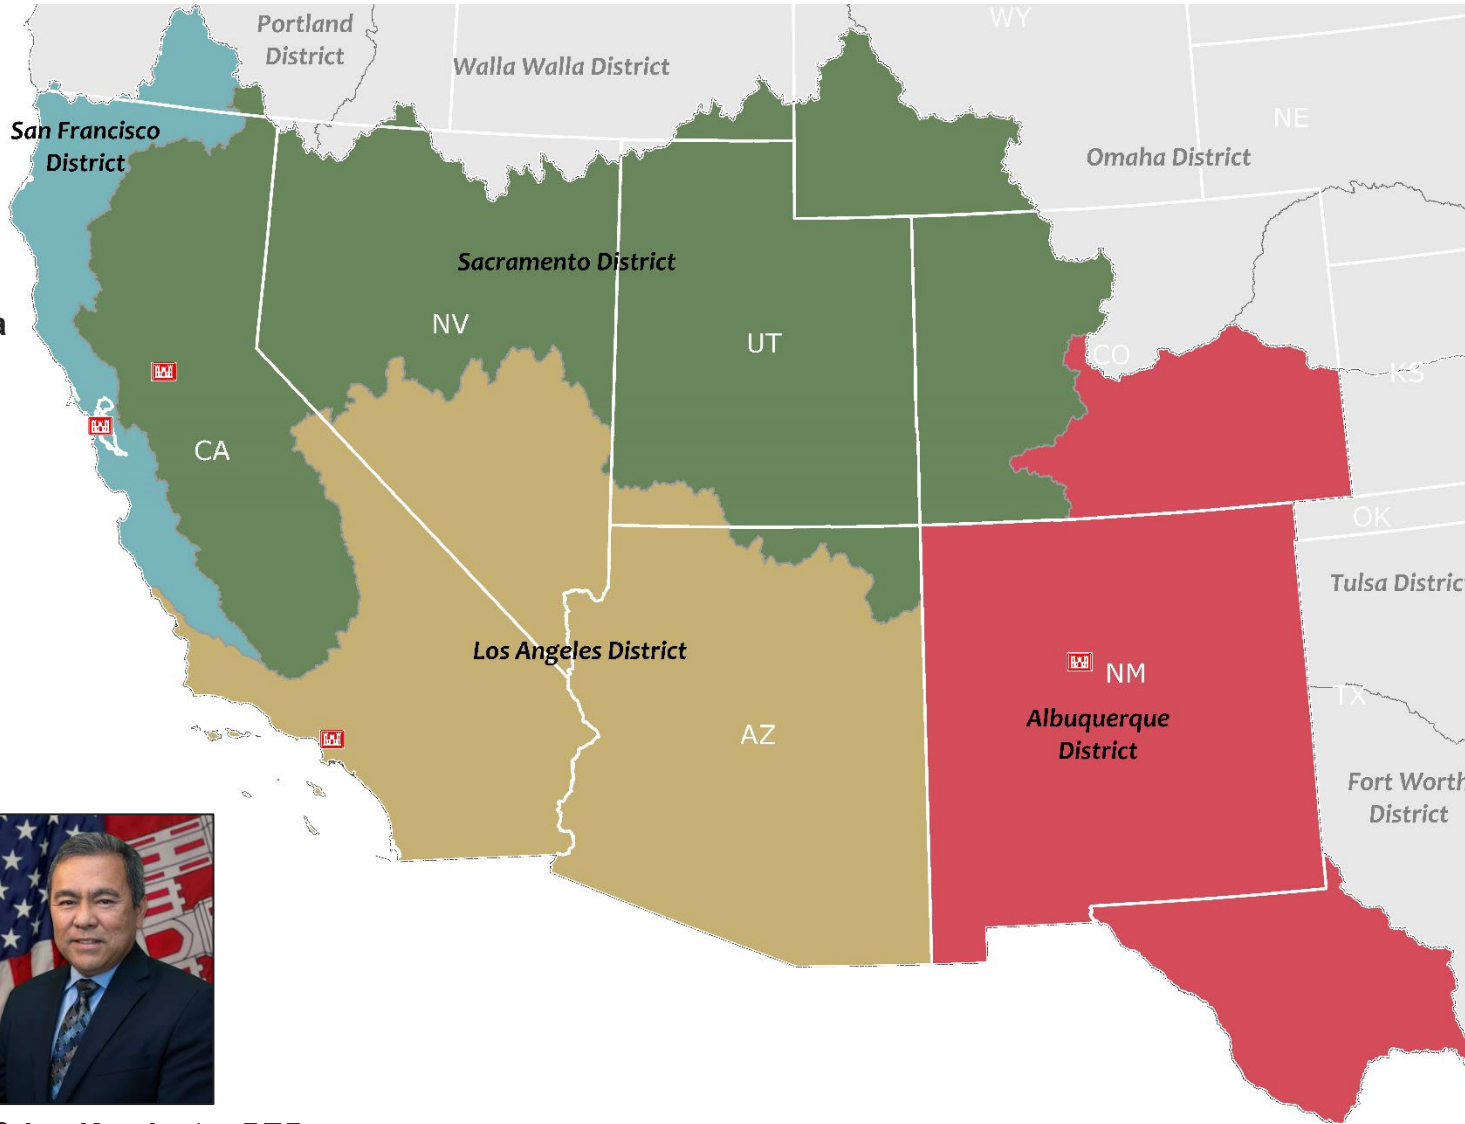 WY
Portland
District
Walla Walla District
NE
San Francisco
District
Omaha District
Sacramento District
a
NV
UT
CO
KS
CA
OK
Tulsa Distric
Los Angeles District
NM
TX
Albuquerque
District
AZ
Fort Worth
District